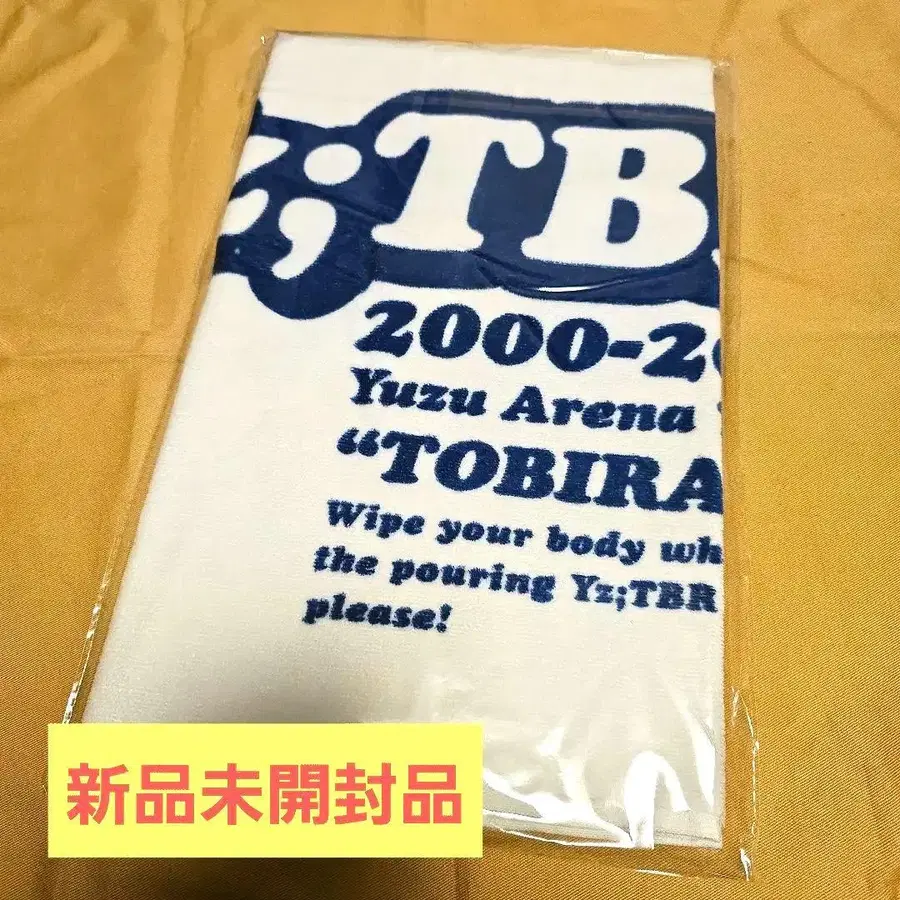 ;TB
2000-2
Yuzu Arena
"TOBIRA
Wipe your body wh
the pouring Yz;TBR
please!
新品未開封品